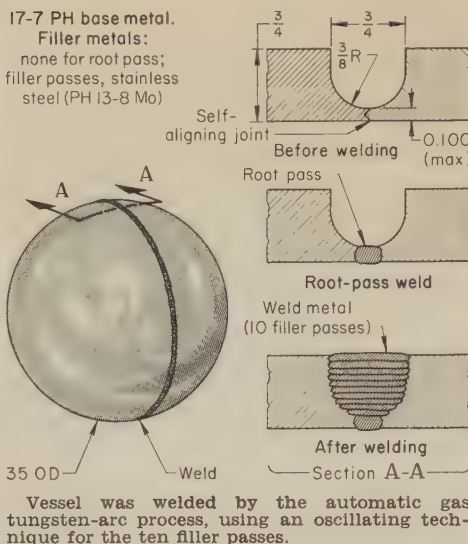 17-7 PH base metal.
Filler metals:
none for root pass;
filler passes, stainless
steel (PH 13-8 Mo)
3/4
3/4
3/8 R
Self-
aligning joint
Before welding
0.100
(max)
Root pass
A
A
Root-pass weld
Weld metal
(10 filler passes)
After welding
35 OD
Weld
Section A-A
Vessel was welded by the automatic gas
tungsten-arc process, using an oscillating tech-
nique for the ten filler passes.